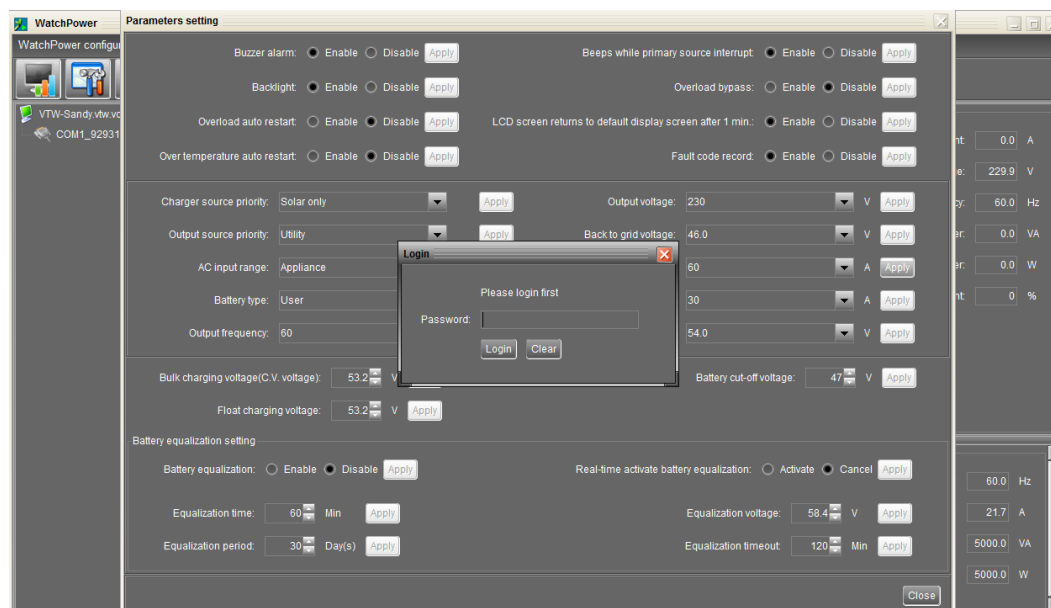 WatchPower
Parameters setting
WatchPower configu
Buzzer alarm: Enable Disable Apply Beeps while primary source interrupt: Enable Disable Apply
Backlight: Enable Disable Apply Overload bypass: Enable Disable Apply
VTW-Sandy.vtw.vo Overload auto restart: Enable Disable Apply LCD screen returns to default display screen after 1 min.: Enable Disable Apply
COM1_92931 nt: 0.0 A
Over temperature auto restart: Enable Disable Apply Fault code record: Enable Disable Apply
e: 229.9 V
Charger source priority: Solar only Apply Output voltage: 230 V Apply cy: 60.0 Hz
Output source priority: Utility Apply Back to grid voltage: 46.0 V Apply er: 0.0 VA
Login
AC input range: Appliance 60 A Apply er: 0.0 W
Please login first
Battery type: User 30 A Apply nt: 0 %
Password:
Output frequency: 60 54.0 V Apply
Login Clear
Bulk charging voltage(C.V. voltage): 53.2 V Battery cut-off voltage: 47 V Apply
Float charging voltage: 53.2 V Apply
Battery equalization setting
Battery equalization: Enable Disable Apply Real-time activate battery equalization: Activate Cancel Apply
60.0 Hz
Equalization time: 60 Min Apply Equalization voltage: 58.4 V Apply 21.7 A
Equalization period: 30 Day(s) Apply Equalization timeout: 120 Min Apply 5000.0 VA
5000.0 W
Close